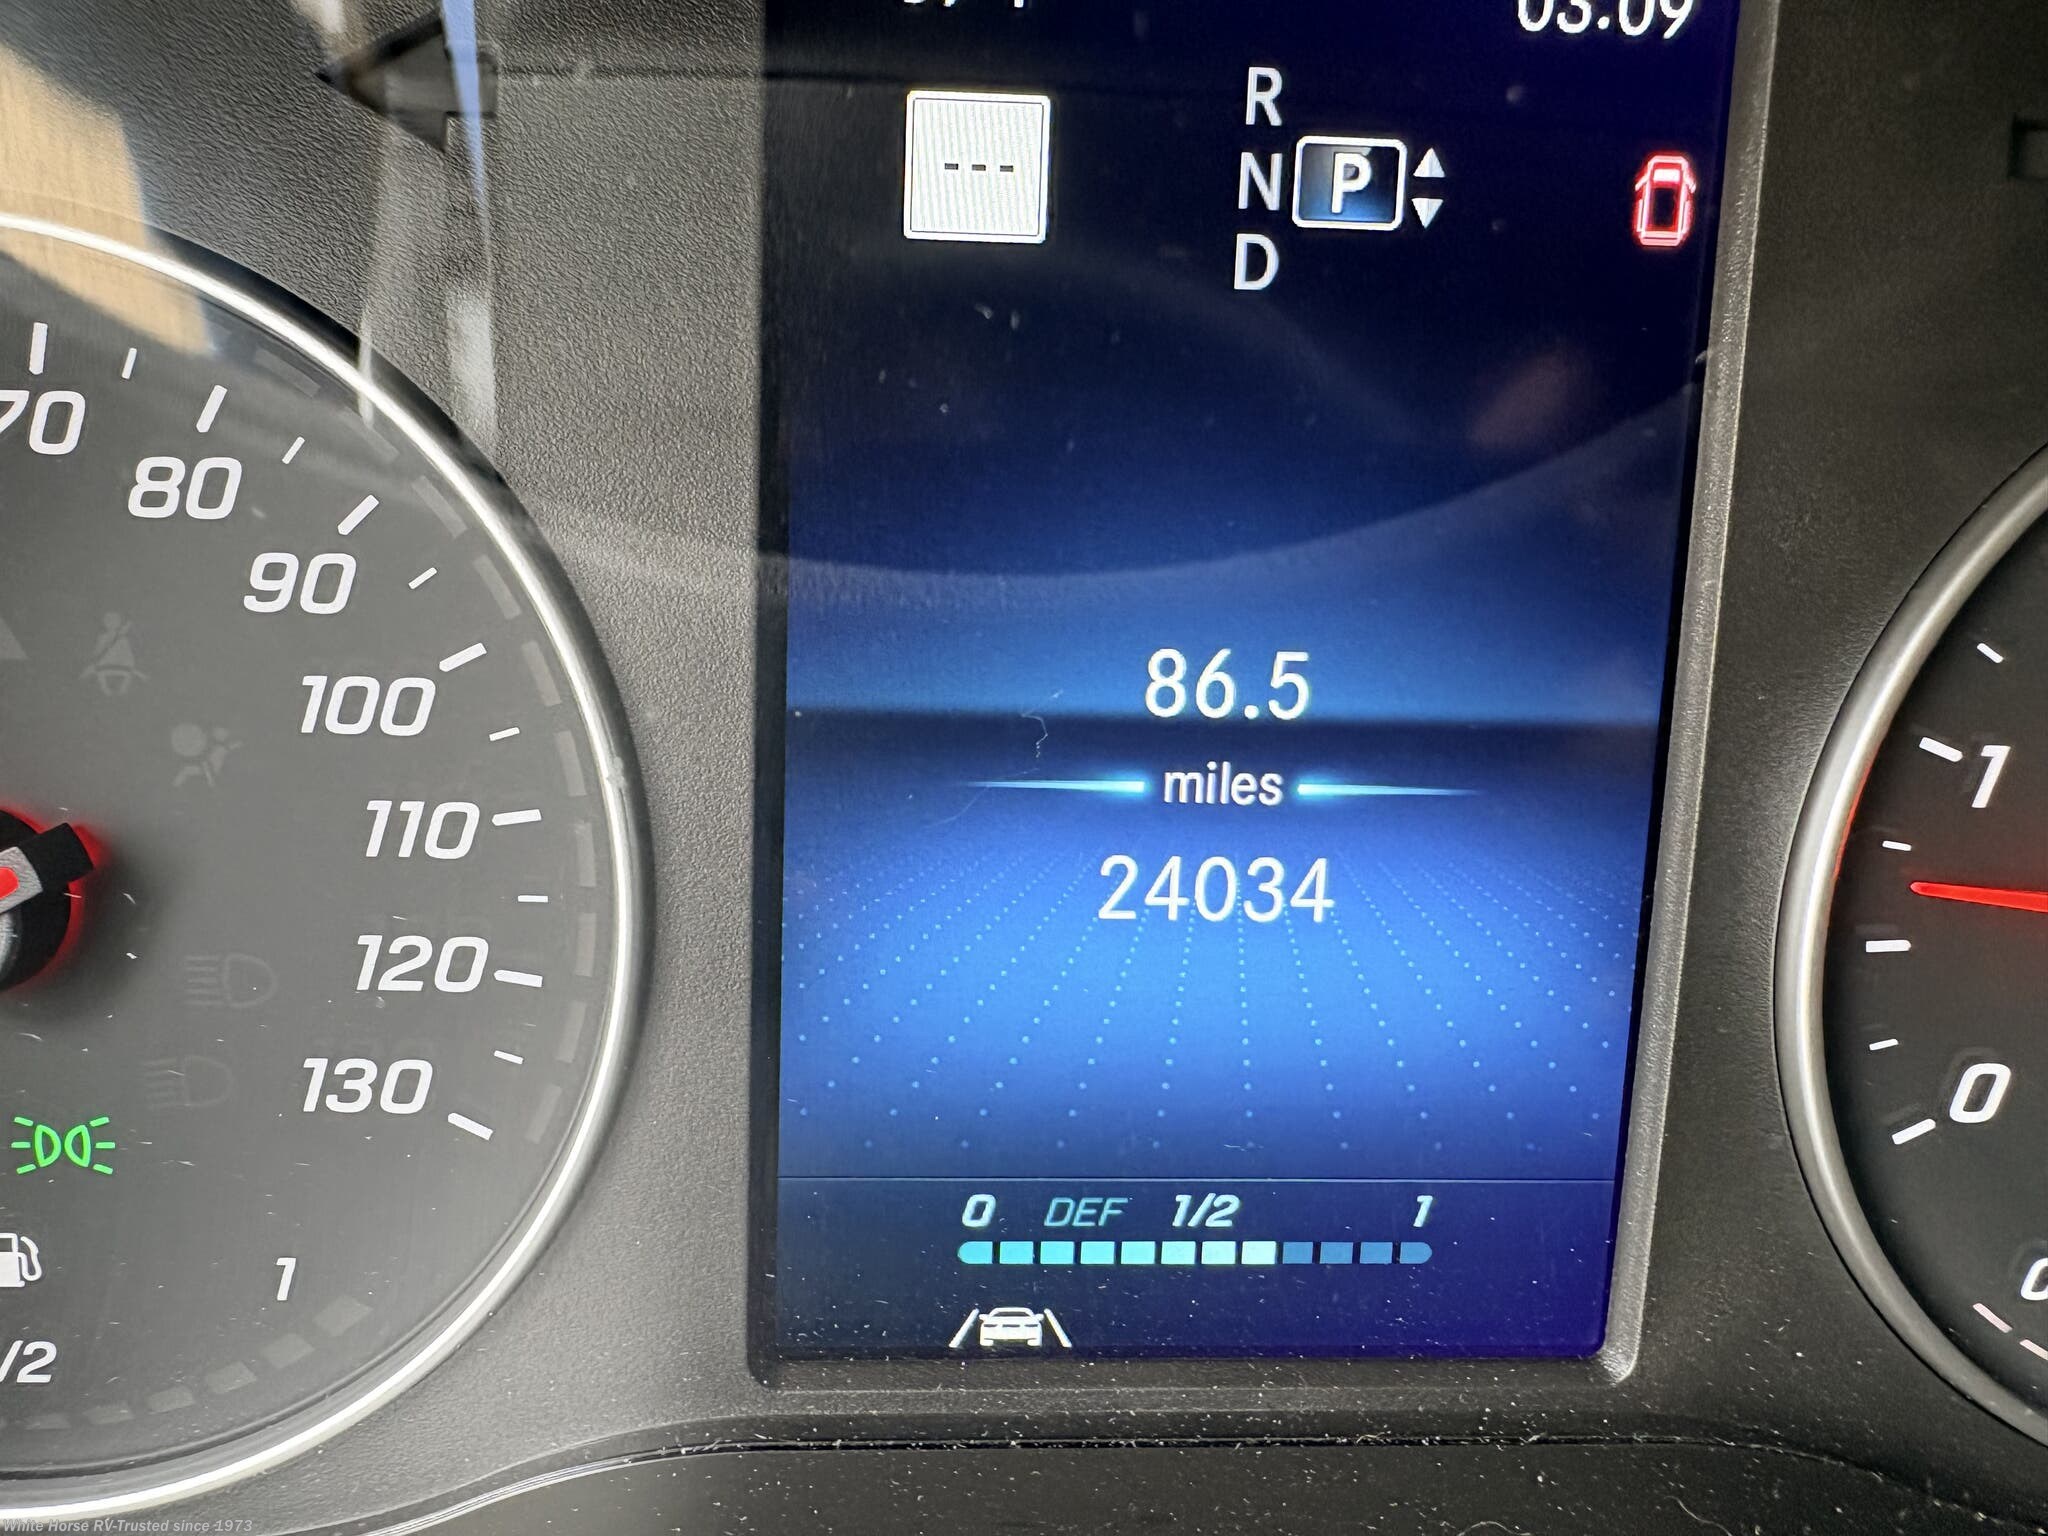 03:09
---
R
N P
D
70
80
90
100
110
120
130
86.5
miles
24034
0 DEF 1/2 1
1
/2
1
0
White Horse RV-Trusted since 1973